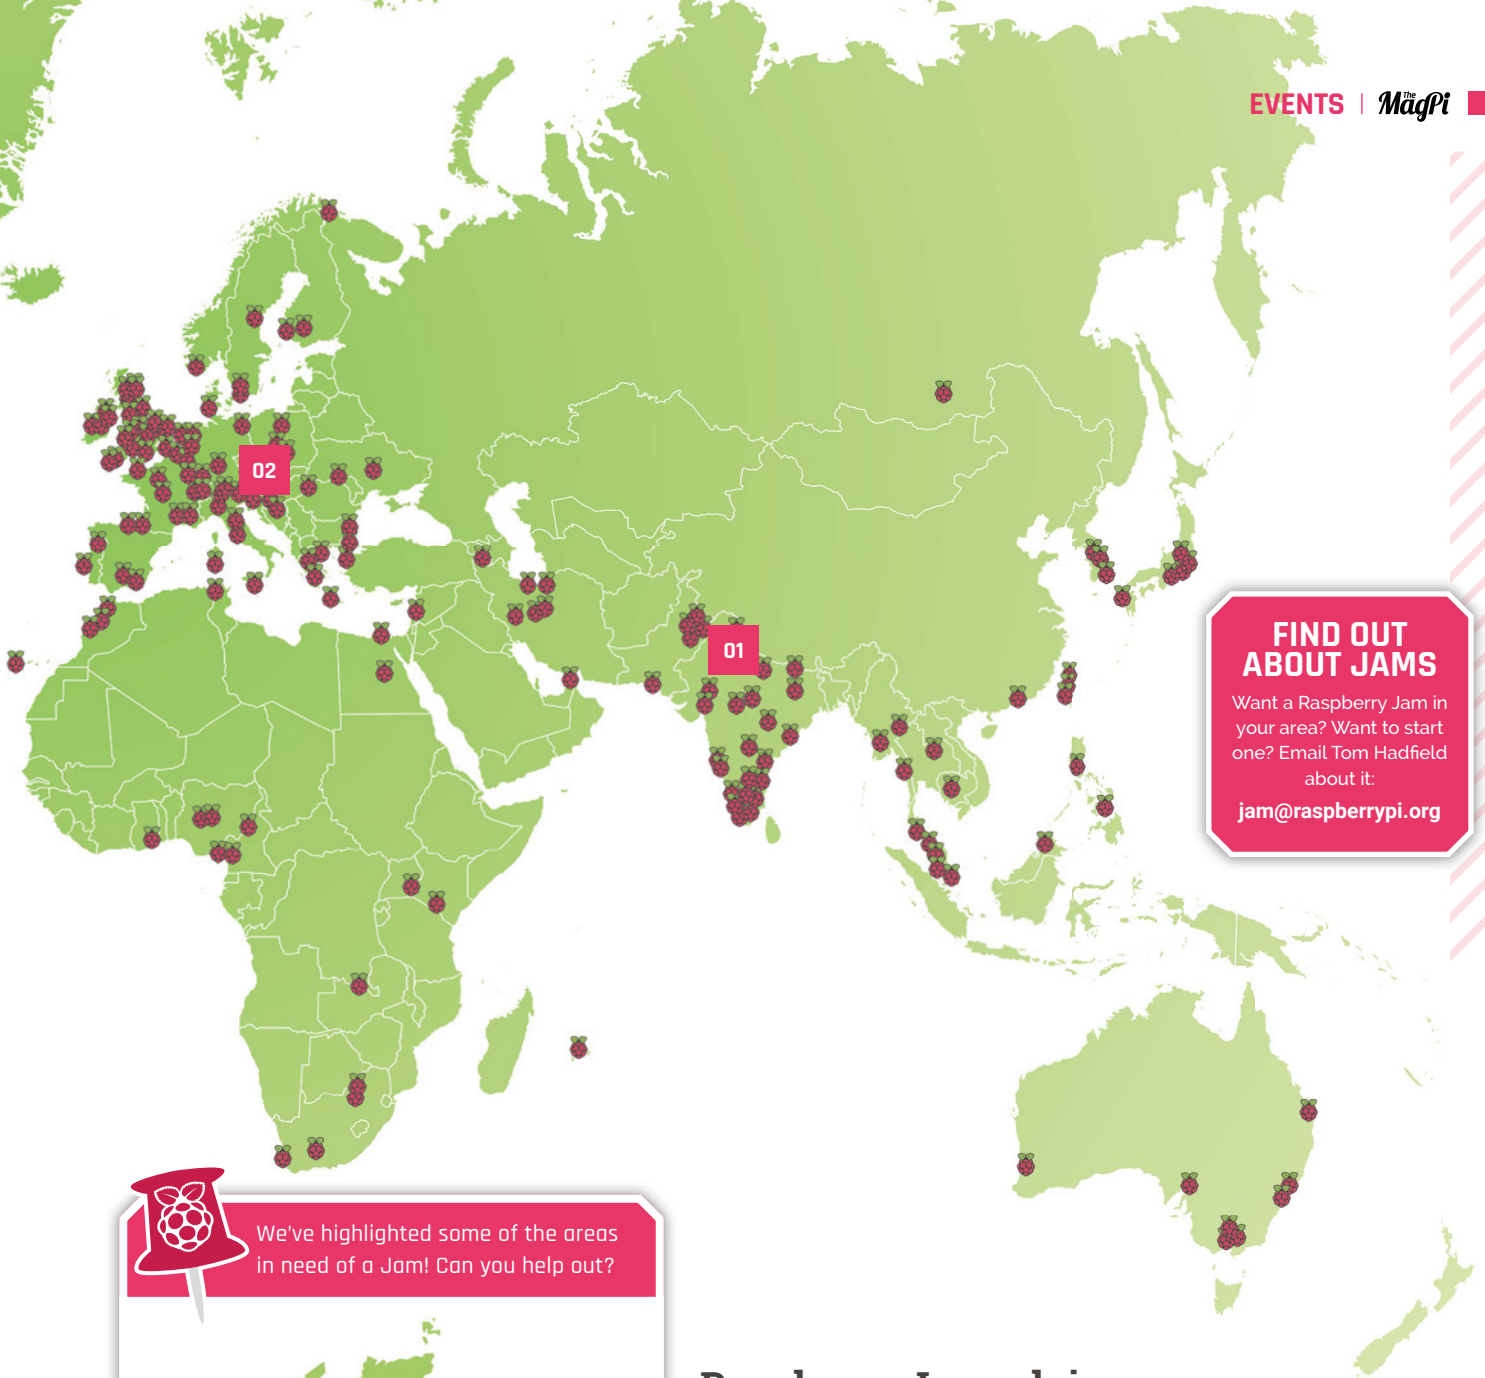 EVENTS
The MagPi
02
01
FIND OUT
ABOUT JAMS
Want a Raspberry Jam in
your area? Want to start
one? Email Tom Hadfield
about it:
jam@raspberrypi.org
We've highlighted some of the areas
in need of a Jam! Can you help out?